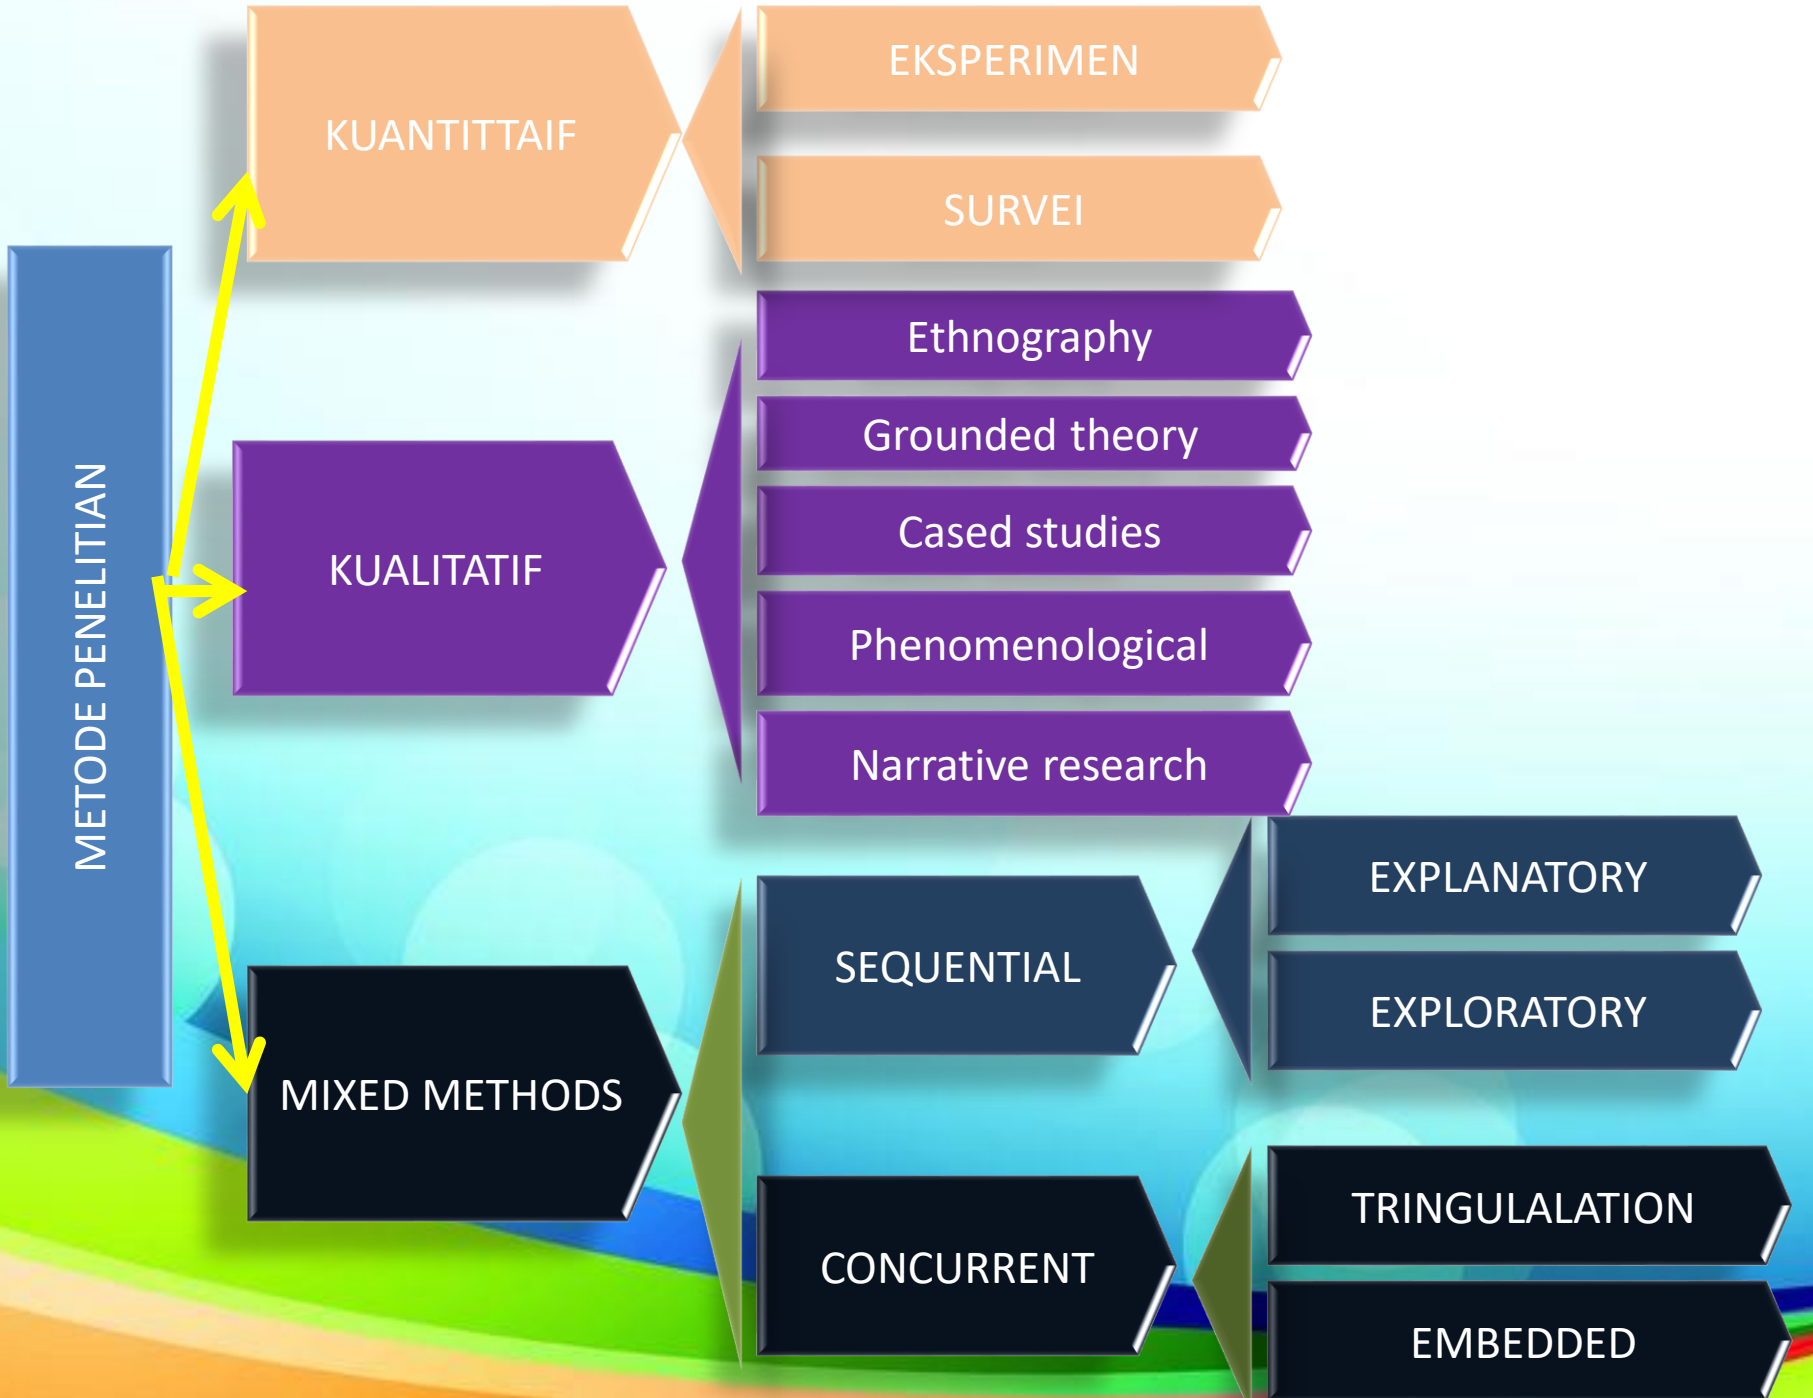 METODE PENELITIAN
KUANTITTAIF
EKSPERIMEN
SURVEI
KUALITATIF
Ethnography
Grounded theory
Cased studies
Phenomenological
Narrative research
MIXED METHODS
SEQUENTIAL
EXPLANATORY
EXPLORATORY
CONCURRENT
TRINGULALATION
EMBEDDED